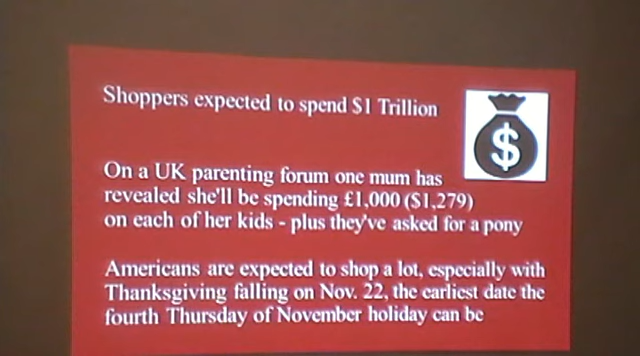 Shoppers expected to spend $1 Trillion
$
On a UK parenting forum one mum has
revealed she'll be spending £1,000 ($1,279)
on each of her kids - plus they've asked for a pony
Americans are expected to shop a lot, especially with
Thanksgiving falling on Nov. 22, the earliest date the
fourth Thursday of November holiday can be